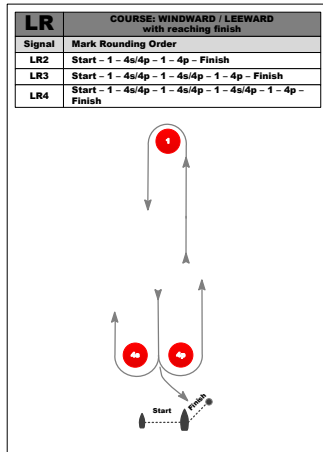 LR
COURSE: WINDWARD / LEEWARD
with reaching finish
Signal Mark Rounding Order
LR2 Start – 1 – 4s/4p – 1 – 4p – Finish
LR3 Start – 1 – 4s/4p – 1 – 4s/4p – 1 – 4p – Finish
LR4 Start – 1 – 4s/4p – 1 – 4s/4p – 1 – 4s/4p – 1 – 4p –
Finish
1
4s 4p
Start Finish